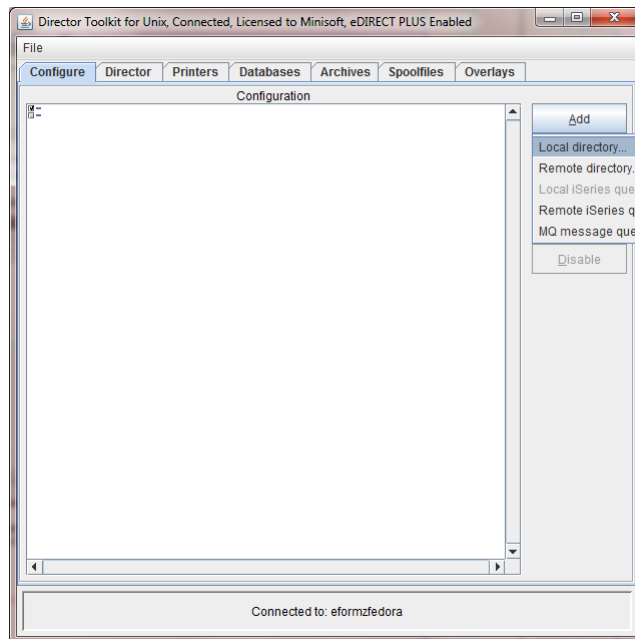 Director Toolkit for Unix, Connected, Licensed to Minisoft, eDIRECT PLUS Enabled
File
Configure Director Printers Databases Archives Spoolfiles Overlays
Configuration
Add
Local directory...
Remote directory.
Local iSeries que
Remote iSeries q
MQ message que
Disable
Connected to: eformzfedora